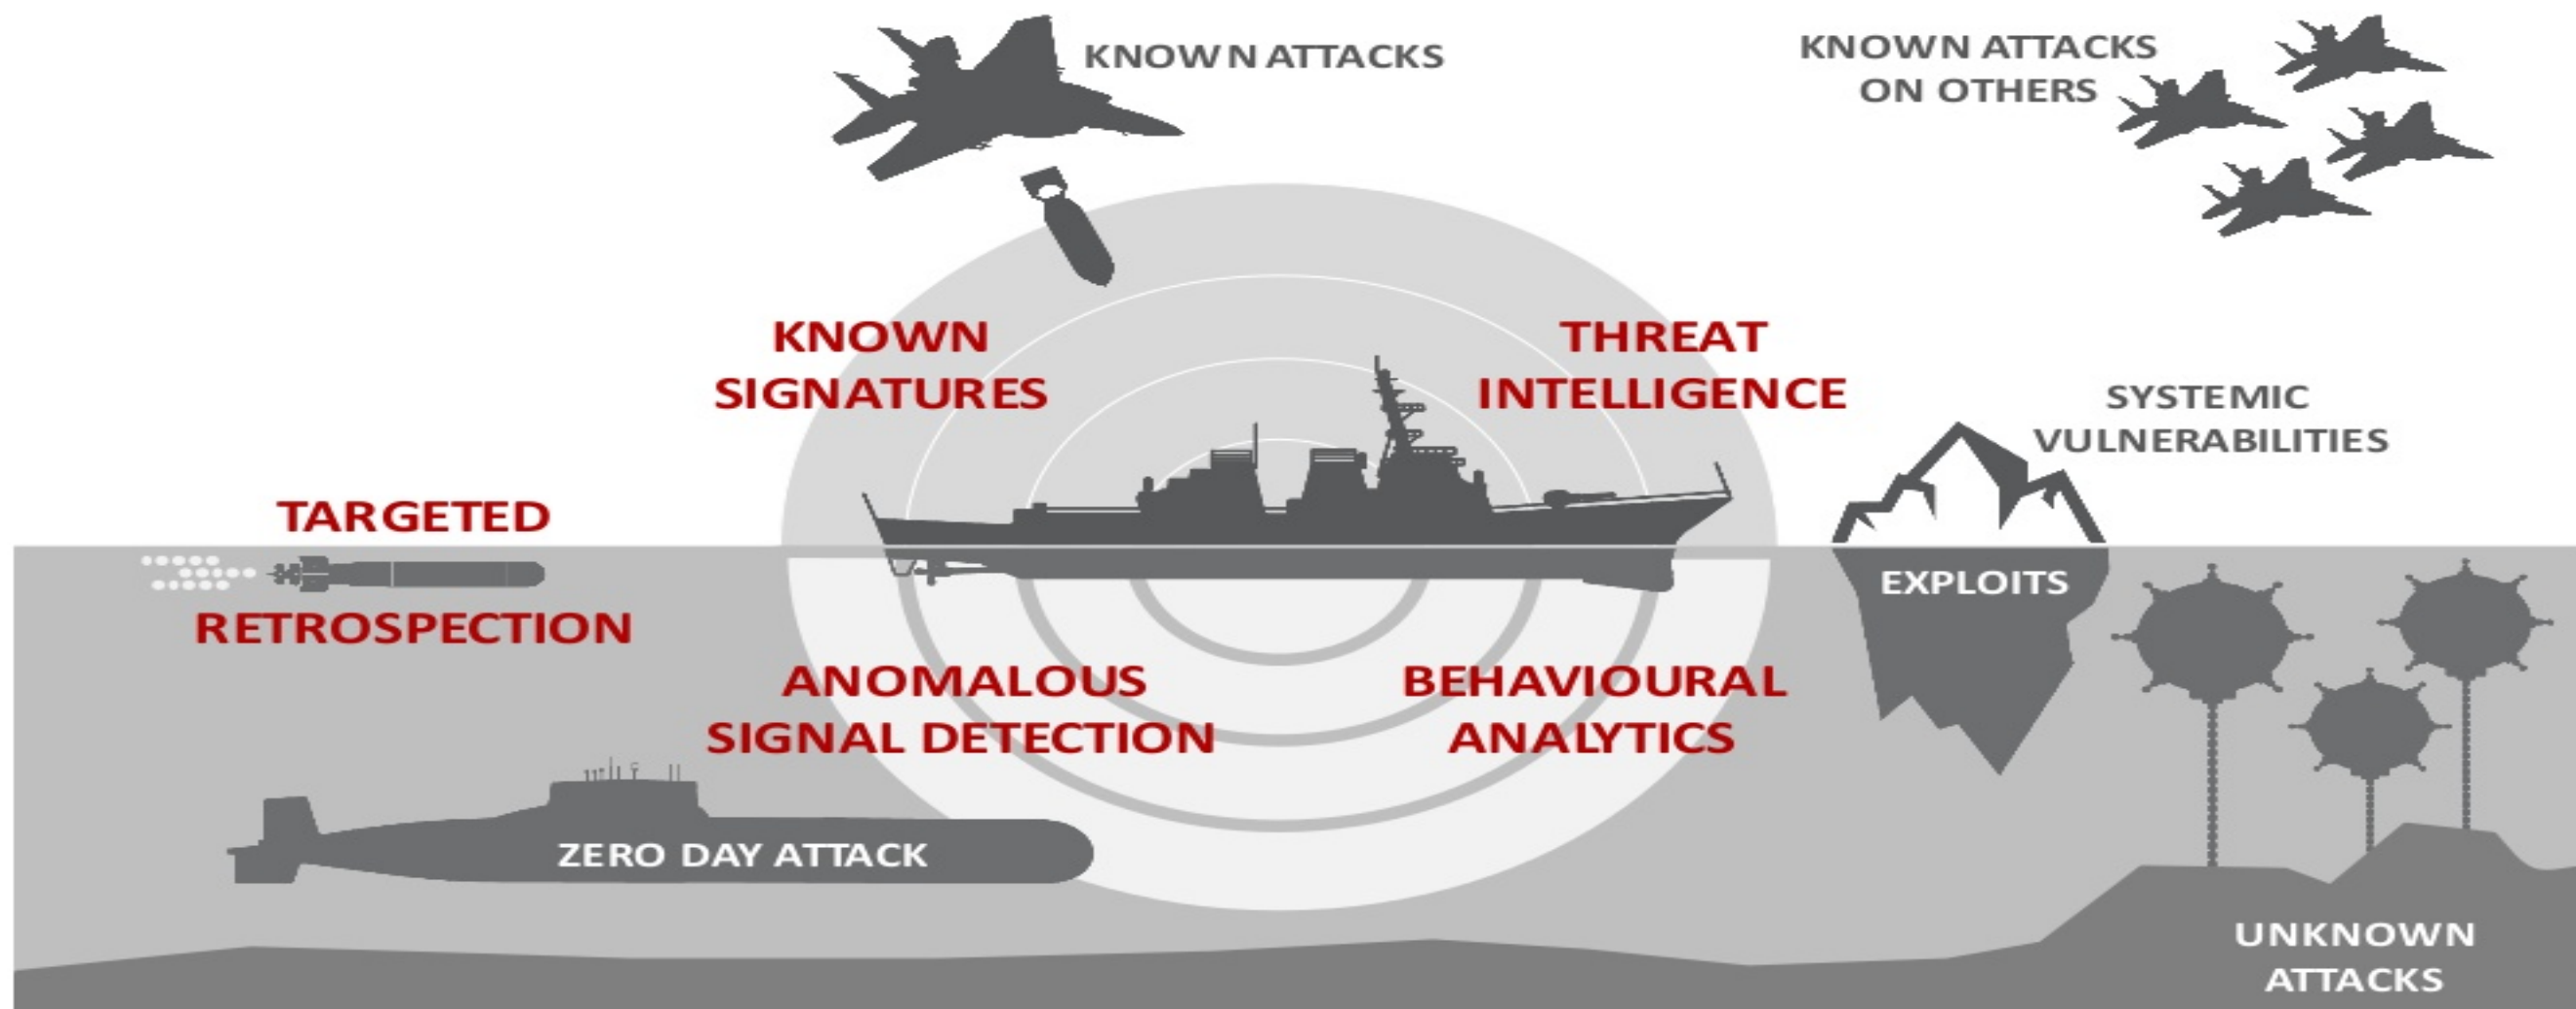 KNOWN ATTACKS
KNOWN ATTACKS
ON OTHERS
KNOWN
SIGNATURES
THREAT
INTELLIGENCE
SYSTEMIC
VULNERABILITIES
TARGETED
RETROSPECTION
EXPLOITS
ANOMALOUS
SIGNAL DETECTION
BEHAVIOURAL
ANALYTICS
ZERO DAY ATTACK
UNKNOWN
ATTACKS